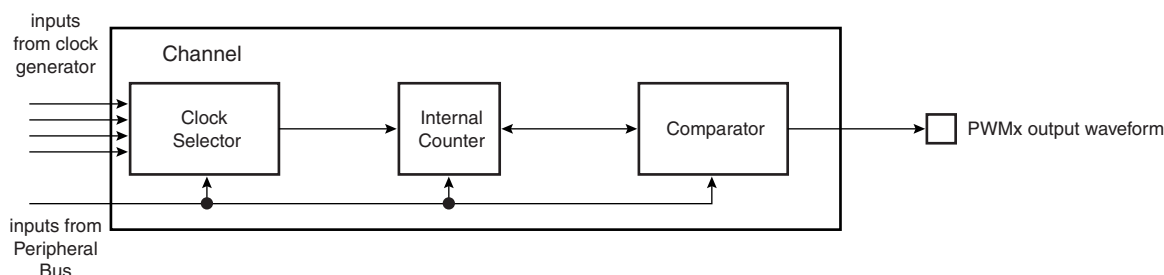 inputs
from clock
generator
Channel
Clock
Selector
Internal
Counter
Comparator
PWMx output waveform
inputs from
Peripheral
Bus